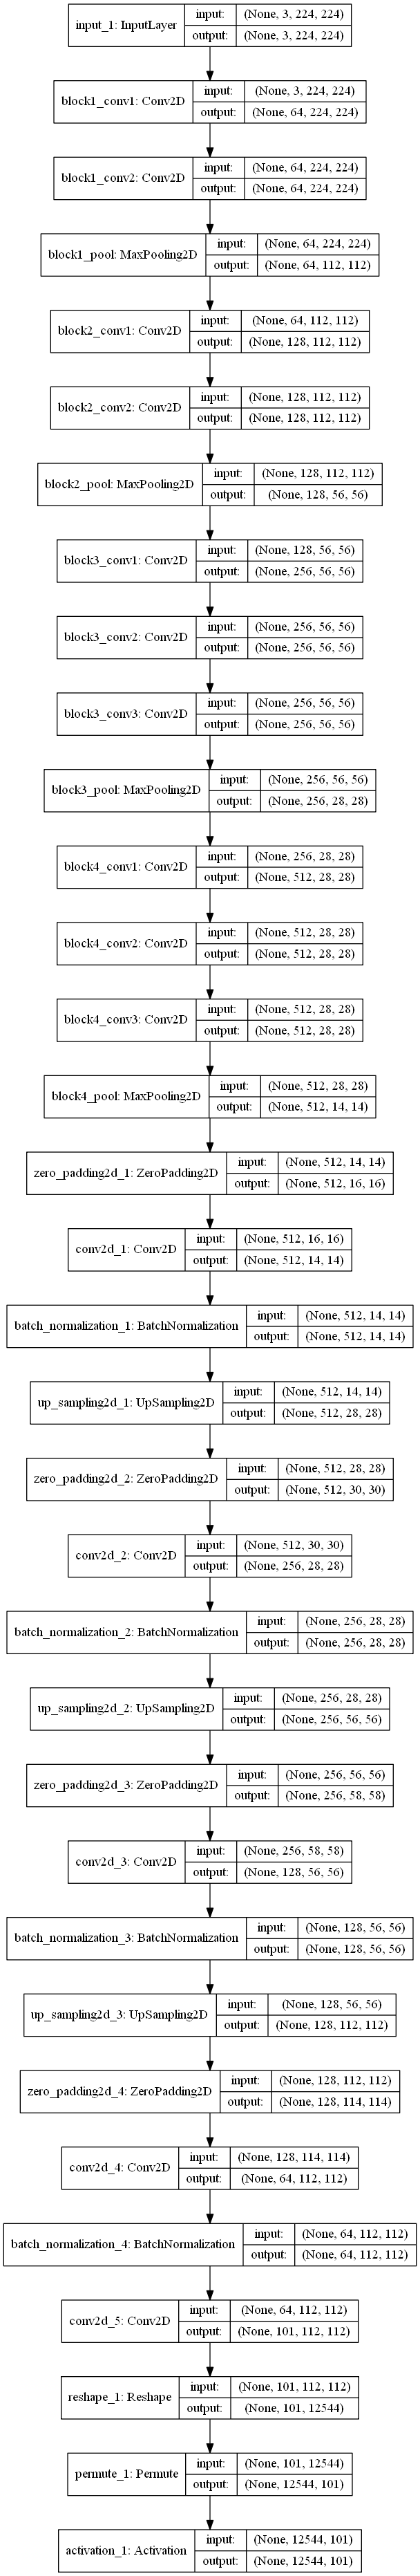 input_1: InputLayer input: (None, 3, 224, 224)
output: (None, 3, 224, 224)
block1_conv1: Conv2D input: (None, 3, 224, 224)
output: (None, 64, 224, 224)
block1_conv2: Conv2D input: (None, 64, 224, 224)
output: (None, 64, 224, 224)
block1_pool: MaxPooling2D input: (None, 64, 224, 224)
output: (None, 64, 112, 112)
block2_conv1: Conv2D input: (None, 64, 112, 112)
output: (None, 128, 112, 112)
block2_conv2: Conv2D input: (None, 128, 112, 112)
output: (None, 128, 112, 112)
block2_pool: MaxPooling2D input: (None, 128, 112, 112)
output: (None, 128, 56, 56)
block3_conv1: Conv2D input: (None, 128, 56, 56)
output: (None, 256, 56, 56)
block3_conv2: Conv2D input: (None, 256, 56, 56)
output: (None, 256, 56, 56)
block3_conv3: Conv2D input: (None, 256, 56, 56)
output: (None, 256, 56, 56)
block3_pool: MaxPooling2D input: (None, 256, 56, 56)
output: (None, 256, 28, 28)
block4_conv1: Conv2D input: (None, 256, 28, 28)
output: (None, 512, 28, 28)
block4_conv2: Conv2D input: (None, 512, 28, 28)
output: (None, 512, 28, 28)
block4_conv3: Conv2D input: (None, 512, 28, 28)
output: (None, 512, 28, 28)
block4_pool: MaxPooling2D input: (None, 512, 28, 28)
output: (None, 512, 14, 14)
zero_padding2d_1: ZeroPadding2D input: (None, 512, 14, 14)
output: (None, 512, 16, 16)
conv2d_1: Conv2D input: (None, 512, 16, 16)
output: (None, 512, 14, 14)
batch_normalization_1: BatchNormalization input: (None, 512, 14, 14)
output: (None, 512, 14, 14)
up_sampling2d_1: UpSampling2D input: (None, 512, 14, 14)
output: (None, 512, 28, 28)
zero_padding2d_2: ZeroPadding2D input: (None, 512, 28, 28)
output: (None, 512, 30, 30)
conv2d_2: Conv2D input: (None, 512, 30, 30)
output: (None, 256, 28, 28)
batch_normalization_2: BatchNormalization input: (None, 256, 28, 28)
output: (None, 256, 28, 28)
up_sampling2d_2: UpSampling2D input: (None, 256, 28, 28)
output: (None, 256, 56, 56)
zero_padding2d_3: ZeroPadding2D input: (None, 256, 56, 56)
output: (None, 256, 58, 58)
conv2d_3: Conv2D input: (None, 256, 58, 58)
output: (None, 128, 56, 56)
batch_normalization_3: BatchNormalization input: (None, 128, 56, 56)
output: (None, 128, 56, 56)
up_sampling2d_3: UpSampling2D input: (None, 128, 56, 56)
output: (None, 128, 112, 112)
zero_padding2d_4: ZeroPadding2D input: (None, 128, 112, 112)
output: (None, 128, 114, 114)
conv2d_4: Conv2D input: (None, 128, 114, 114)
output: (None, 64, 112, 112)
batch_normalization_4: BatchNormalization input: (None, 64, 112, 112)
output: (None, 64, 112, 112)
conv2d_5: Conv2D input: (None, 64, 112, 112)
output: (None, 101, 112, 112)
reshape_1: Reshape input: (None, 101, 112, 112)
output: (None, 101, 12544)
permute_1: Permute input: (None, 101, 12544)
output: (None, 12544, 101)
activation_1: Activation input: (None, 12544, 101)
output: (None, 12544, 101)